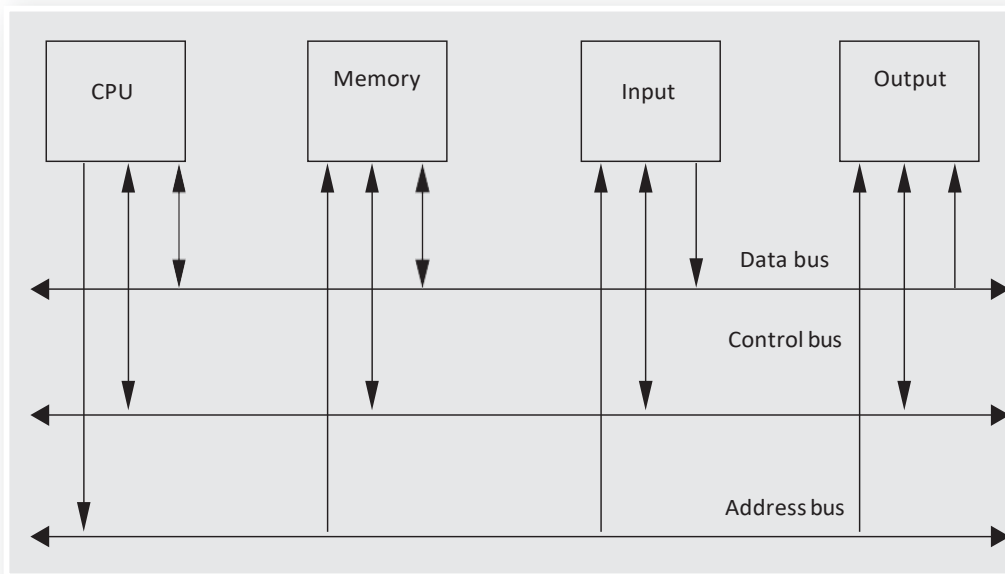 CPU
Memory
Input
Output
Data bus
Control bus
Address bus